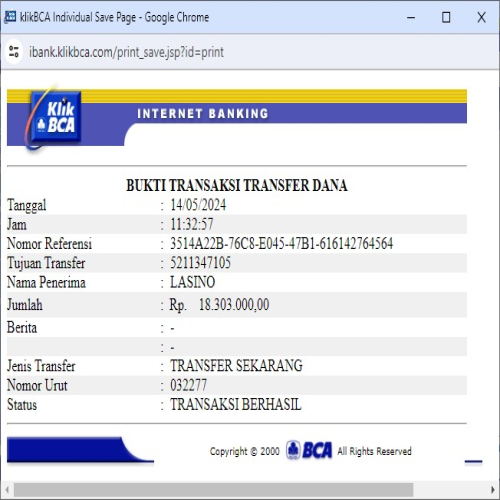 klikBCA Individual Save Page - Google Chrome
ibank.klikbca.com/print_save.jsp?id=print
Klik BCA
INTERNET BANKING
BUKTI TRANSAKSI TRANSFER DANA
Tanggal : 14/05/2024
Jam : 11:32:57
Nomor Referensi : 3514A22B-76C8-E045-47B1-616142764564
Tujuan Transfer : 5211347105
Nama Penerima : LASINO
Jumlah : Rp. 18.303.000,00
Berita : -
: -
Jenis Transfer : TRANSFER SEKARANG
Nomor Urut : 032277
Status : TRANSAKSI BERHASIL
Copyright © 2000 BCA All Rights Reserved